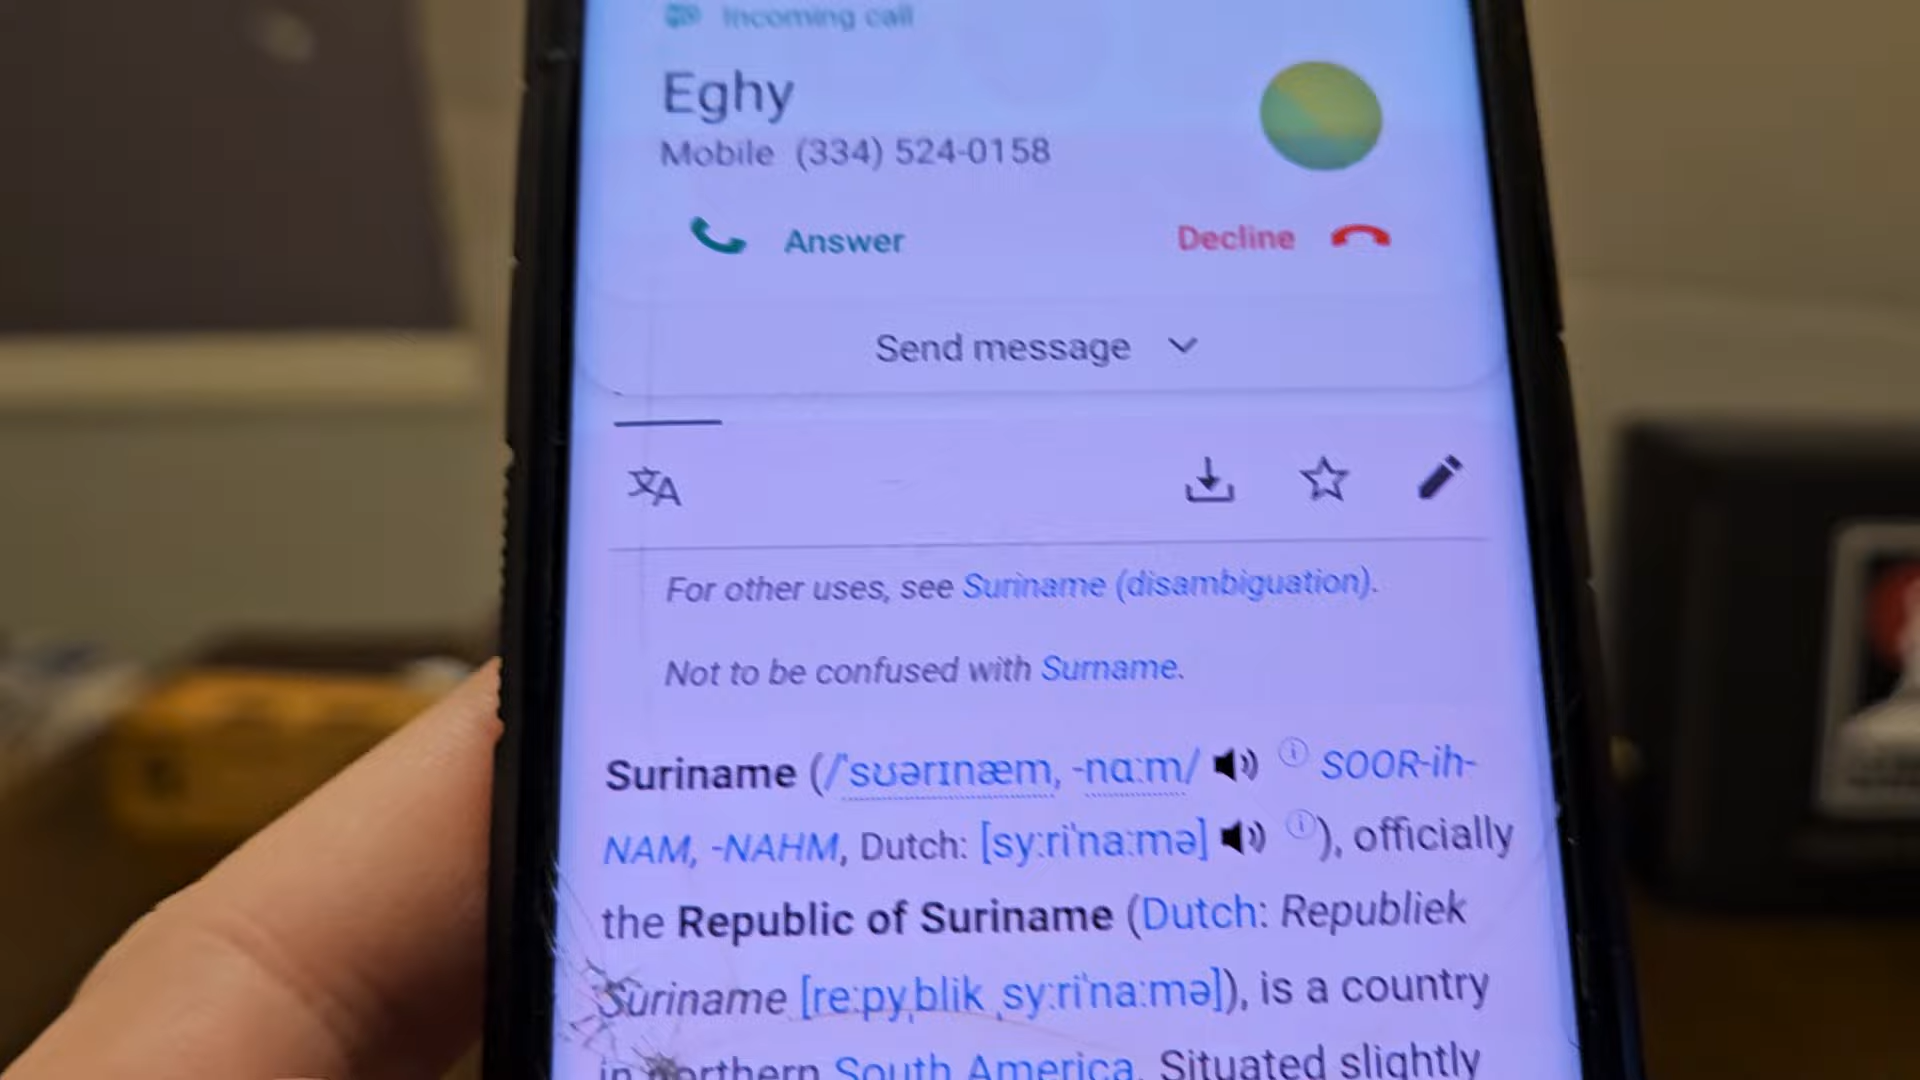 Incoming call
Eghy
Mobile (334) 524-0158
Answer Decline
Send message
For other uses, see Suriname (disambiguation).
Not to be confused with Surname.
Suriname (/ˈsʊərɪnæm, -nɑːm/ ⓘ SOOR-ih-
NAM, -NAHM, Dutch: [syːriˈnaːmə] ⓘ), officially
the Republic of Suriname (Dutch: Republiek
Suriname [reːpyˌblik ˌsyːriˈnaːmə]), is a country
in northern South America. Situated slightly